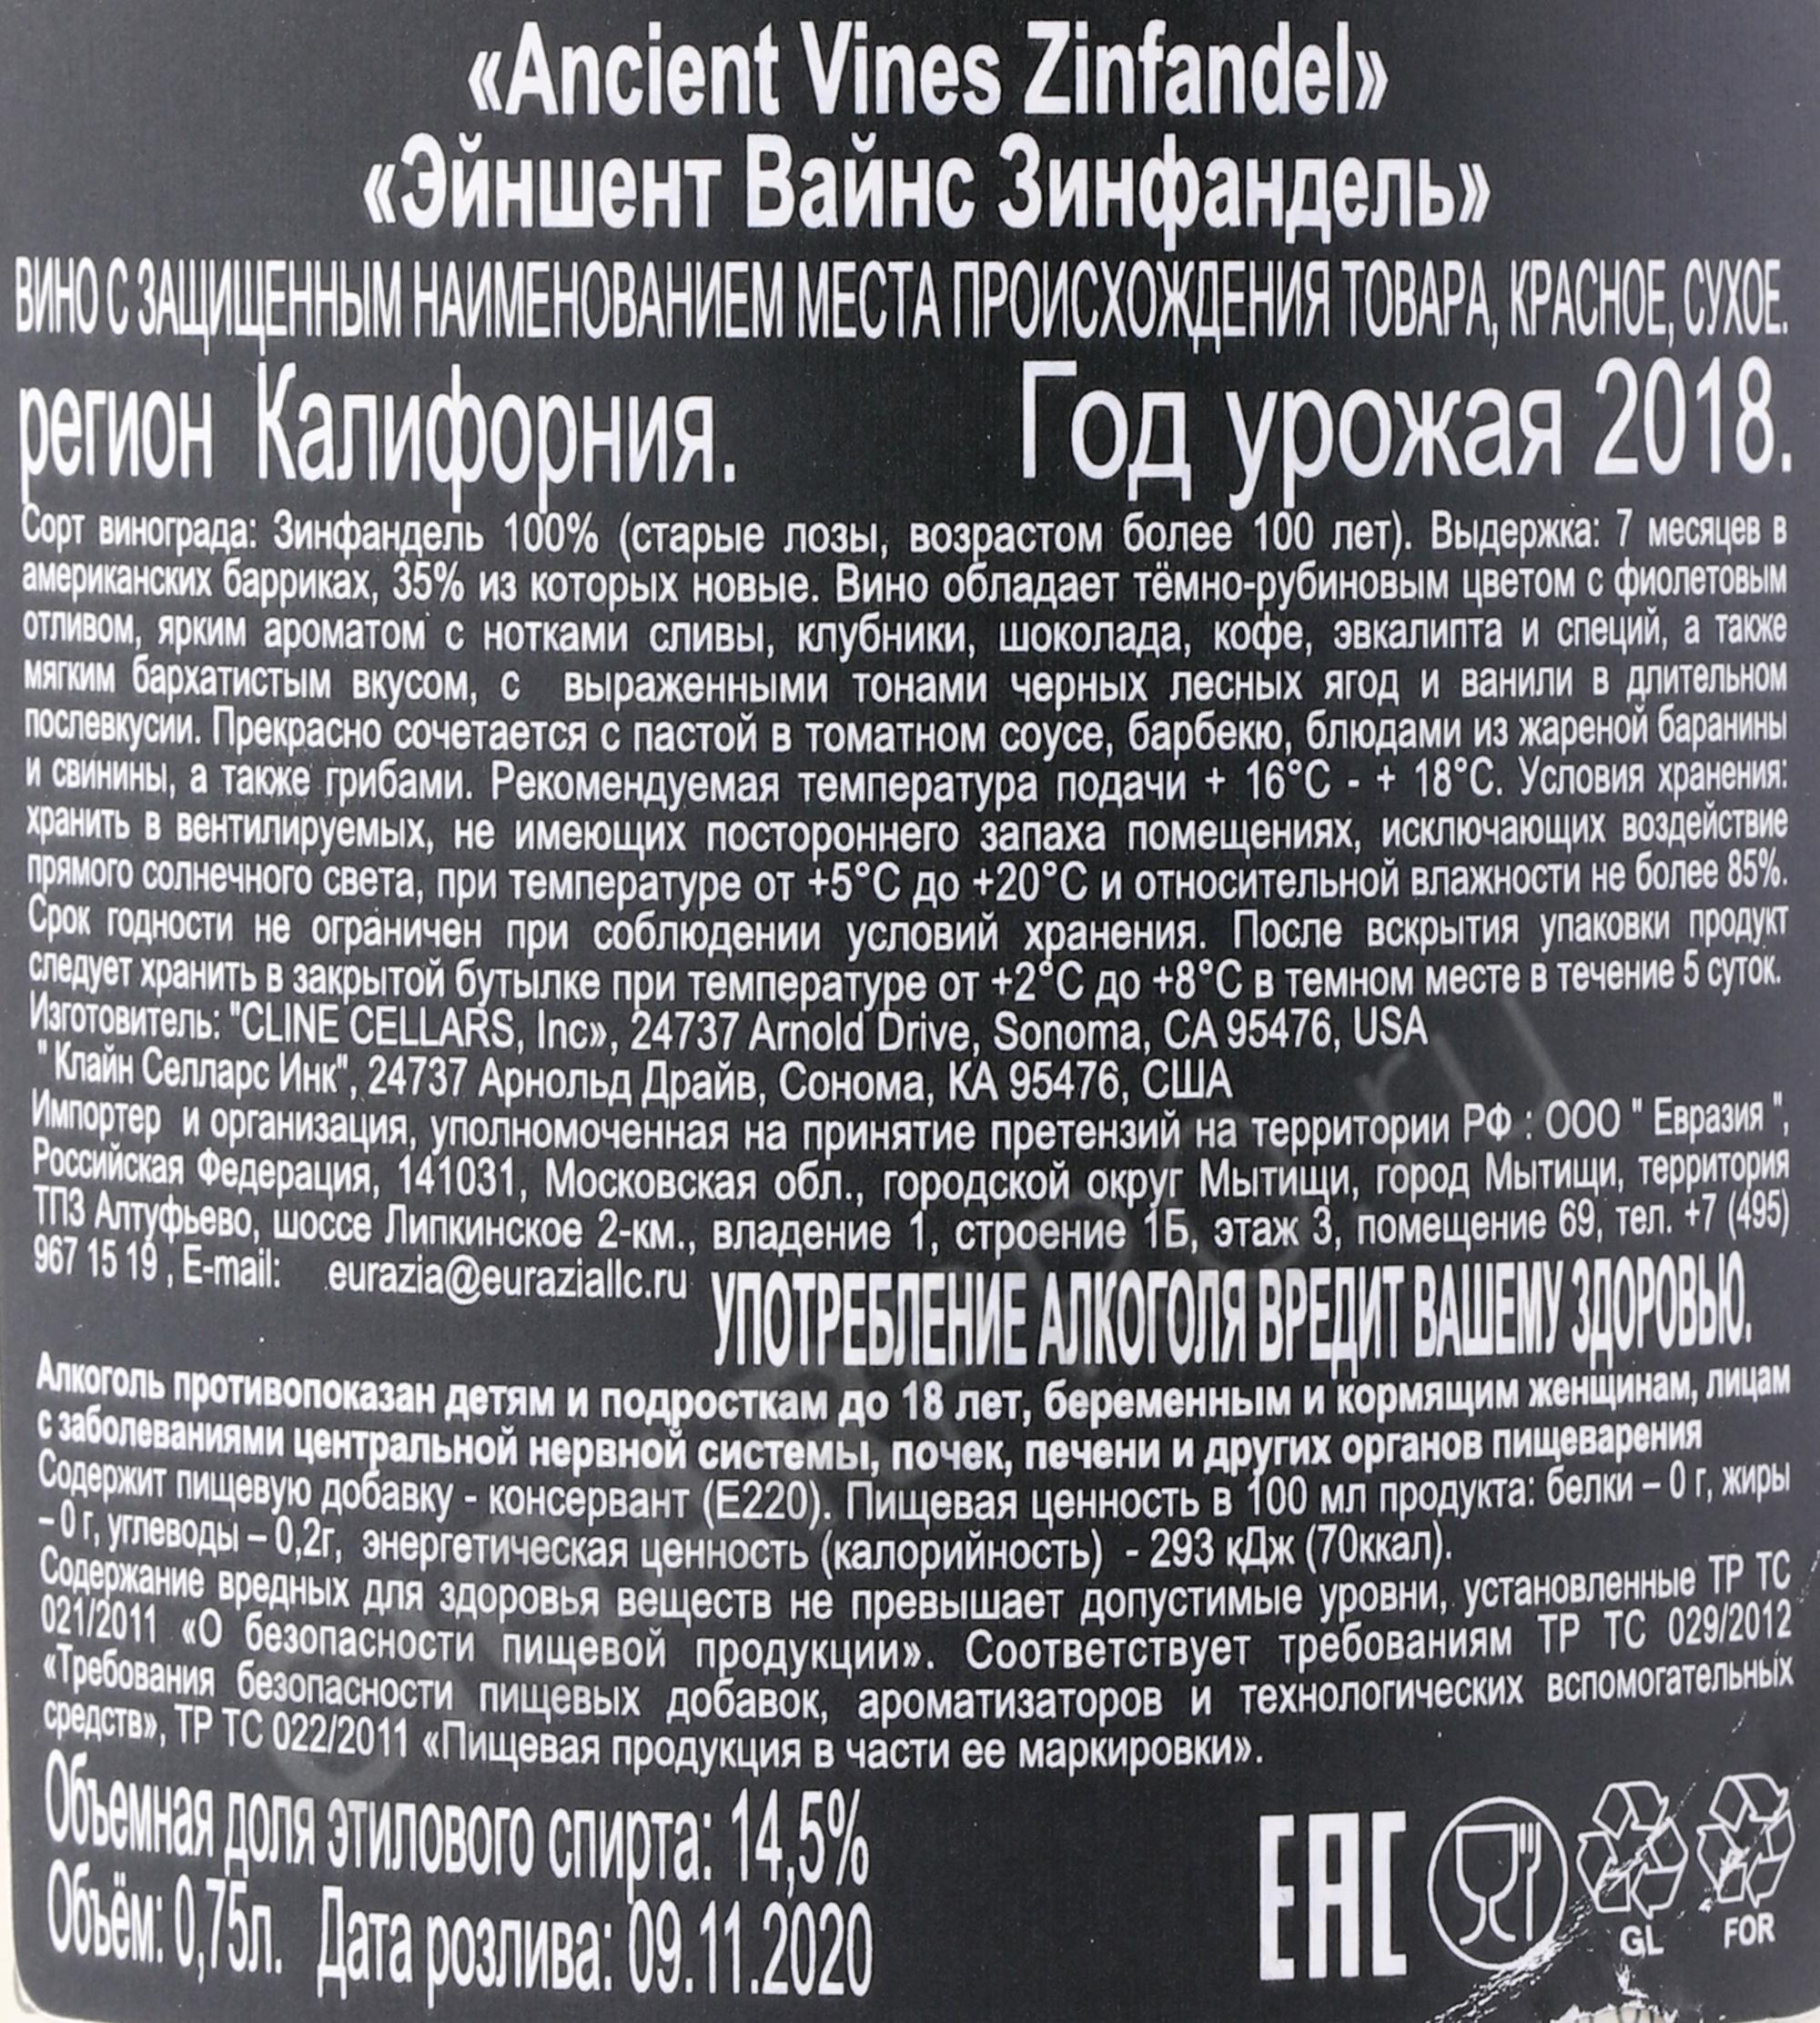 «Ancient Vines Zinfandel»
«Эйншент Вайнс Зинфандель»
ВИНО С ЗАЩИЩЕННЫМ НАИМЕНОВАНИЕМ МЕСТА ПРОИСХОЖДЕНИЯ ТОВАРА, КРАСНОЕ, СУХОЕ.
регион Калифорния. Год урожая 2018.
Сорт винограда: Зинфандель 100% (старые лозы, возрастом более 100 лет). Выдержка: 7 месяцев в
американских барриках, 35% из которых новые. Вино обладает тёмно-рубиновым цветом с фиолетовым
отливом, ярким ароматом с нотками сливы, клубники, шоколада, кофе, эвкалипта и специй, а также
мягким бархатистым вкусом, с выраженными тонами черных лесных ягод и ванили в длительном
послевкусии. Прекрасно сочетается с пастой в томатном соусе, барбекю, блюдами из жареной баранины
и свинины, а также грибами. Рекомендуемая температура подачи + 16°С - + 18°С. Условия хранения:
хранить в вентилируемых, не имеющих постороннего запаха помещениях, исключающих воздействие
прямого солнечного света, при температуре от +5°С до +20°С и относительной влажности не более 85%.
Срок годности не ограничен при соблюдении условий хранения. После вскрытия упаковки продукт
следует хранить в закрытой бутылке при температуре от +2°С до +8°С в темном месте в течение 5 суток.
Изготовитель: "CLINE CELLARS, Inc», 24737 Arnold Drive, Sonoma, CA 95476, USA
" Клайн Селларс Инк", 24737 Арнольд Драйв, Сонома, КА 95476, США
Импортер и организация, уполномоченная на принятие претензий на территории РФ : ООО " Евразия ",
Российская Федерация, 141031, Московская обл., городской округ Мытищи, город Мытищи, территория
ТПЗ Алтуфьево, шоссе Липкинское 2-км., владение 1, строение 1Б, этаж 3, помещение 69, тел. +7 (495)
967 15 19 , E-mail: eurazia@euraziallc.ru УПОТРЕБЛЕНИЕ АЛКОГОЛЯ ВРЕДИТ ВАШЕМУ ЗДОРОВЬЮ.
Алкоголь противопоказан детям и подросткам до 18 лет, беременным и кормящим женщинам, лицам
с заболеваниями центральной нервной системы, почек, печени и других органов пищеварения
Содержит пищевую добавку - консервант (Е220). Пищевая ценность в 100 мл продукта: белки – 0 г, жиры
– 0 г, углеводы – 0,2г, энергетическая ценность (калорийность) - 293 кДж (70ккал).
Содержание вредных для здоровья веществ не превышает допустимые уровни, установленные ТР ТС
021/2011 «О безопасности пищевой продукции». Соответствует требованиям ТР ТС 029/2012
«Требования безопасности пищевых добавок, ароматизаторов и технологических вспомогательных
средств», ТР ТС 022/2011 «Пищевая продукция в части ее маркировки».
Объемная доля этилового спирта: 14,5%
Объём: 0,75л. Дата розлива: 09.11.2020
EAC
GL FOR